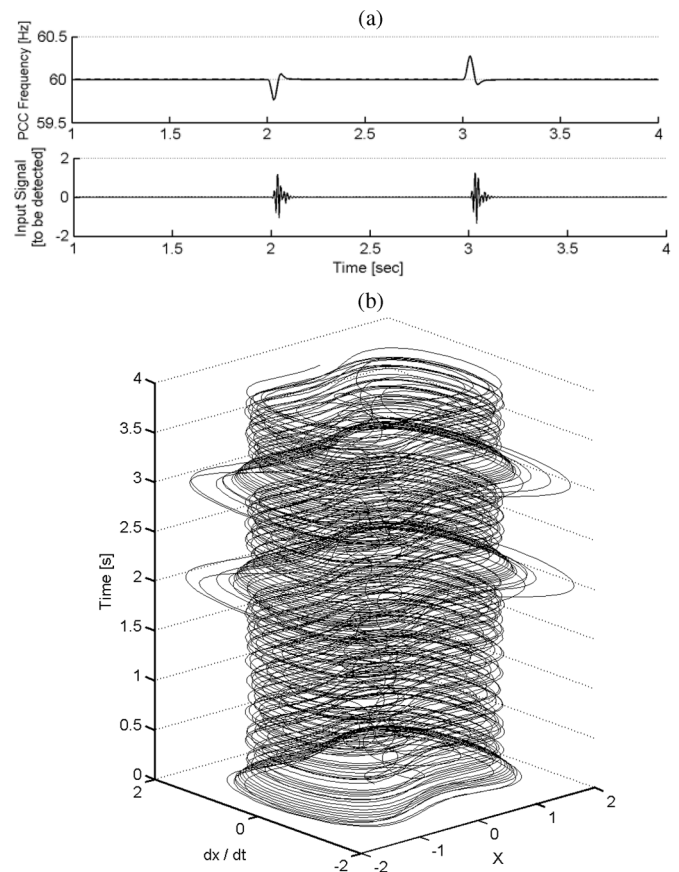 (a)
PCC Frequency [Hz]
60.5
60
59.5
1 1.5 2 2.5 3 3.5 4
Input Signal
[to be detected]
2
0
-2
1 1.5 2 2.5 3 3.5 4
Time [sec]
(b)
Time [s]
4
3.5
3
2.5
2
1.5
1
0.5
0
2 0 -2
dx / dt
-2 -1 0 1 2
X